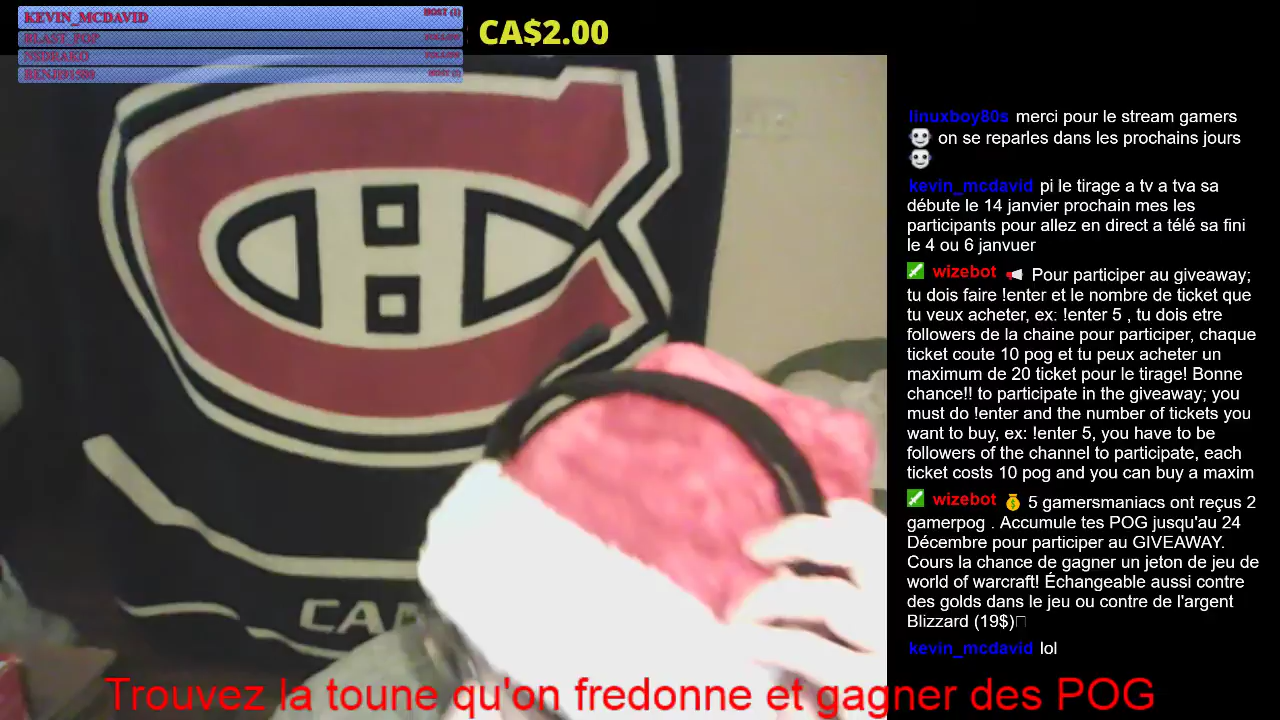 KEVIN_MCDAVID HOST (1)
CA$2.00
BLAST_POP
NSDRAKO
BENJI91580
linuxboy80s merci pour le stream gamers
on se reparles dans les prochains jours
kevin_mcdavid pi le tirage a tv a tva sa
débute le 14 janvier prochain mes les
participants pour allez en direct a télé sa fini
le 4 ou 6 janvuer
wizebot Pour participer au giveaway;
tu dois faire !enter et le nombre de ticket que
tu veux acheter, ex: !enter 5 , tu dois etre
followers de la chaine pour participer, chaque
ticket coute 10 pog et tu peux acheter un
maximum de 20 ticket pour le tirage! Bonne
chance!! to participate in the giveaway; you
must do !enter and the number of tickets you
want to buy, ex: !enter 5, you have to be
followers of the channel to participate, each
ticket costs 10 pog and you can buy a maxim
wizebot 5 gamersmaniacs ont reçus 2
gamerpog . Accumule tes POG jusqu'au 24
Décembre pour participer au GIVEAWAY.
Cours la chance de gagner un jeton de jeu de
world of warcraft! Échangeable aussi contre
des golds dans le jeu ou contre de l'argent
Blizzard (19$)
kevin_mcdavid lol
CAN
Trouvez la toune qu'on fredonne et gagner des POG